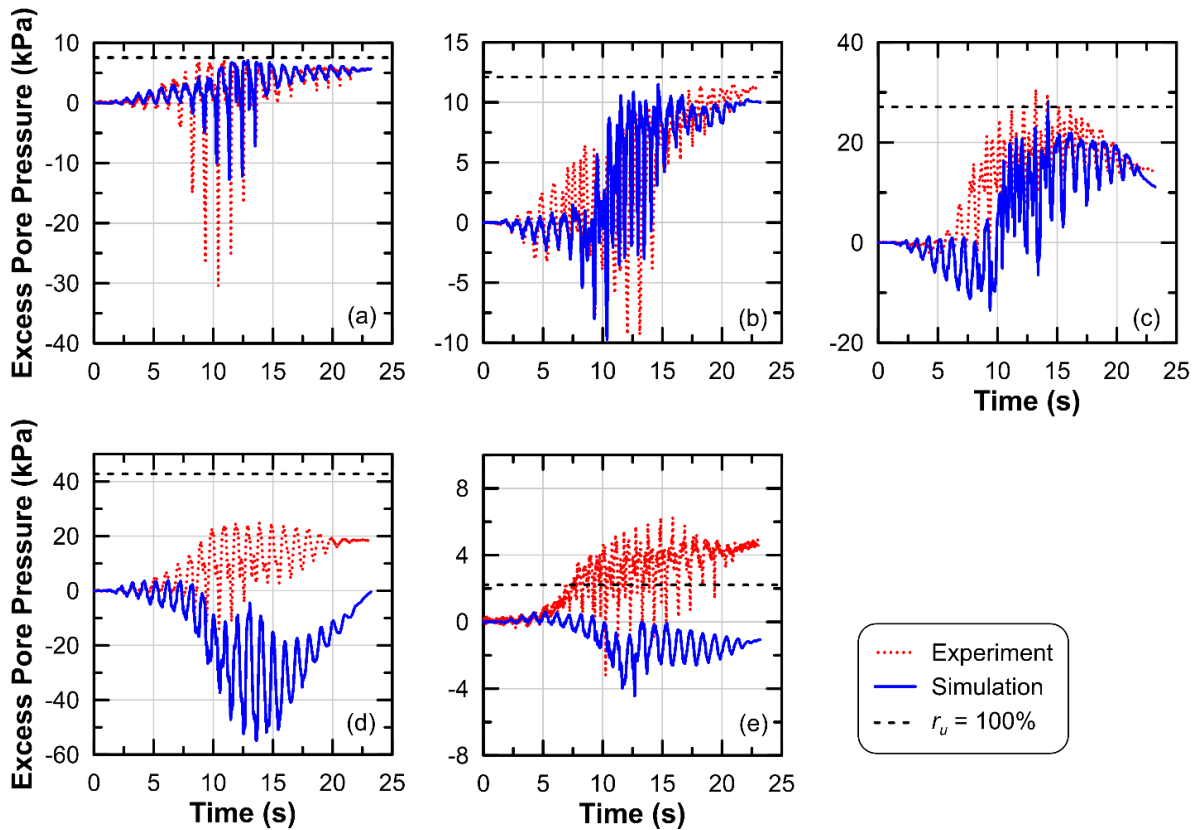 Excess Pore Pressure (kPa)
10
0
-10
-20
-30
-40
0 5 10 15 20 25
(a)
15
10
5
0
-5
-10
0 5 10 15 20 25
(b)
40
20
0
-20
0 5 10 15 20 25
(c)
Time (s)
Excess Pore Pressure (kPa)
40
20
0
-20
-40
-60
0 5 10 15 20 25
(d)
Time (s)
8
4
0
-4
-8
0 5 10 15 20 25
(e)
Time (s)
Experiment
Simulation
r_u = 100%